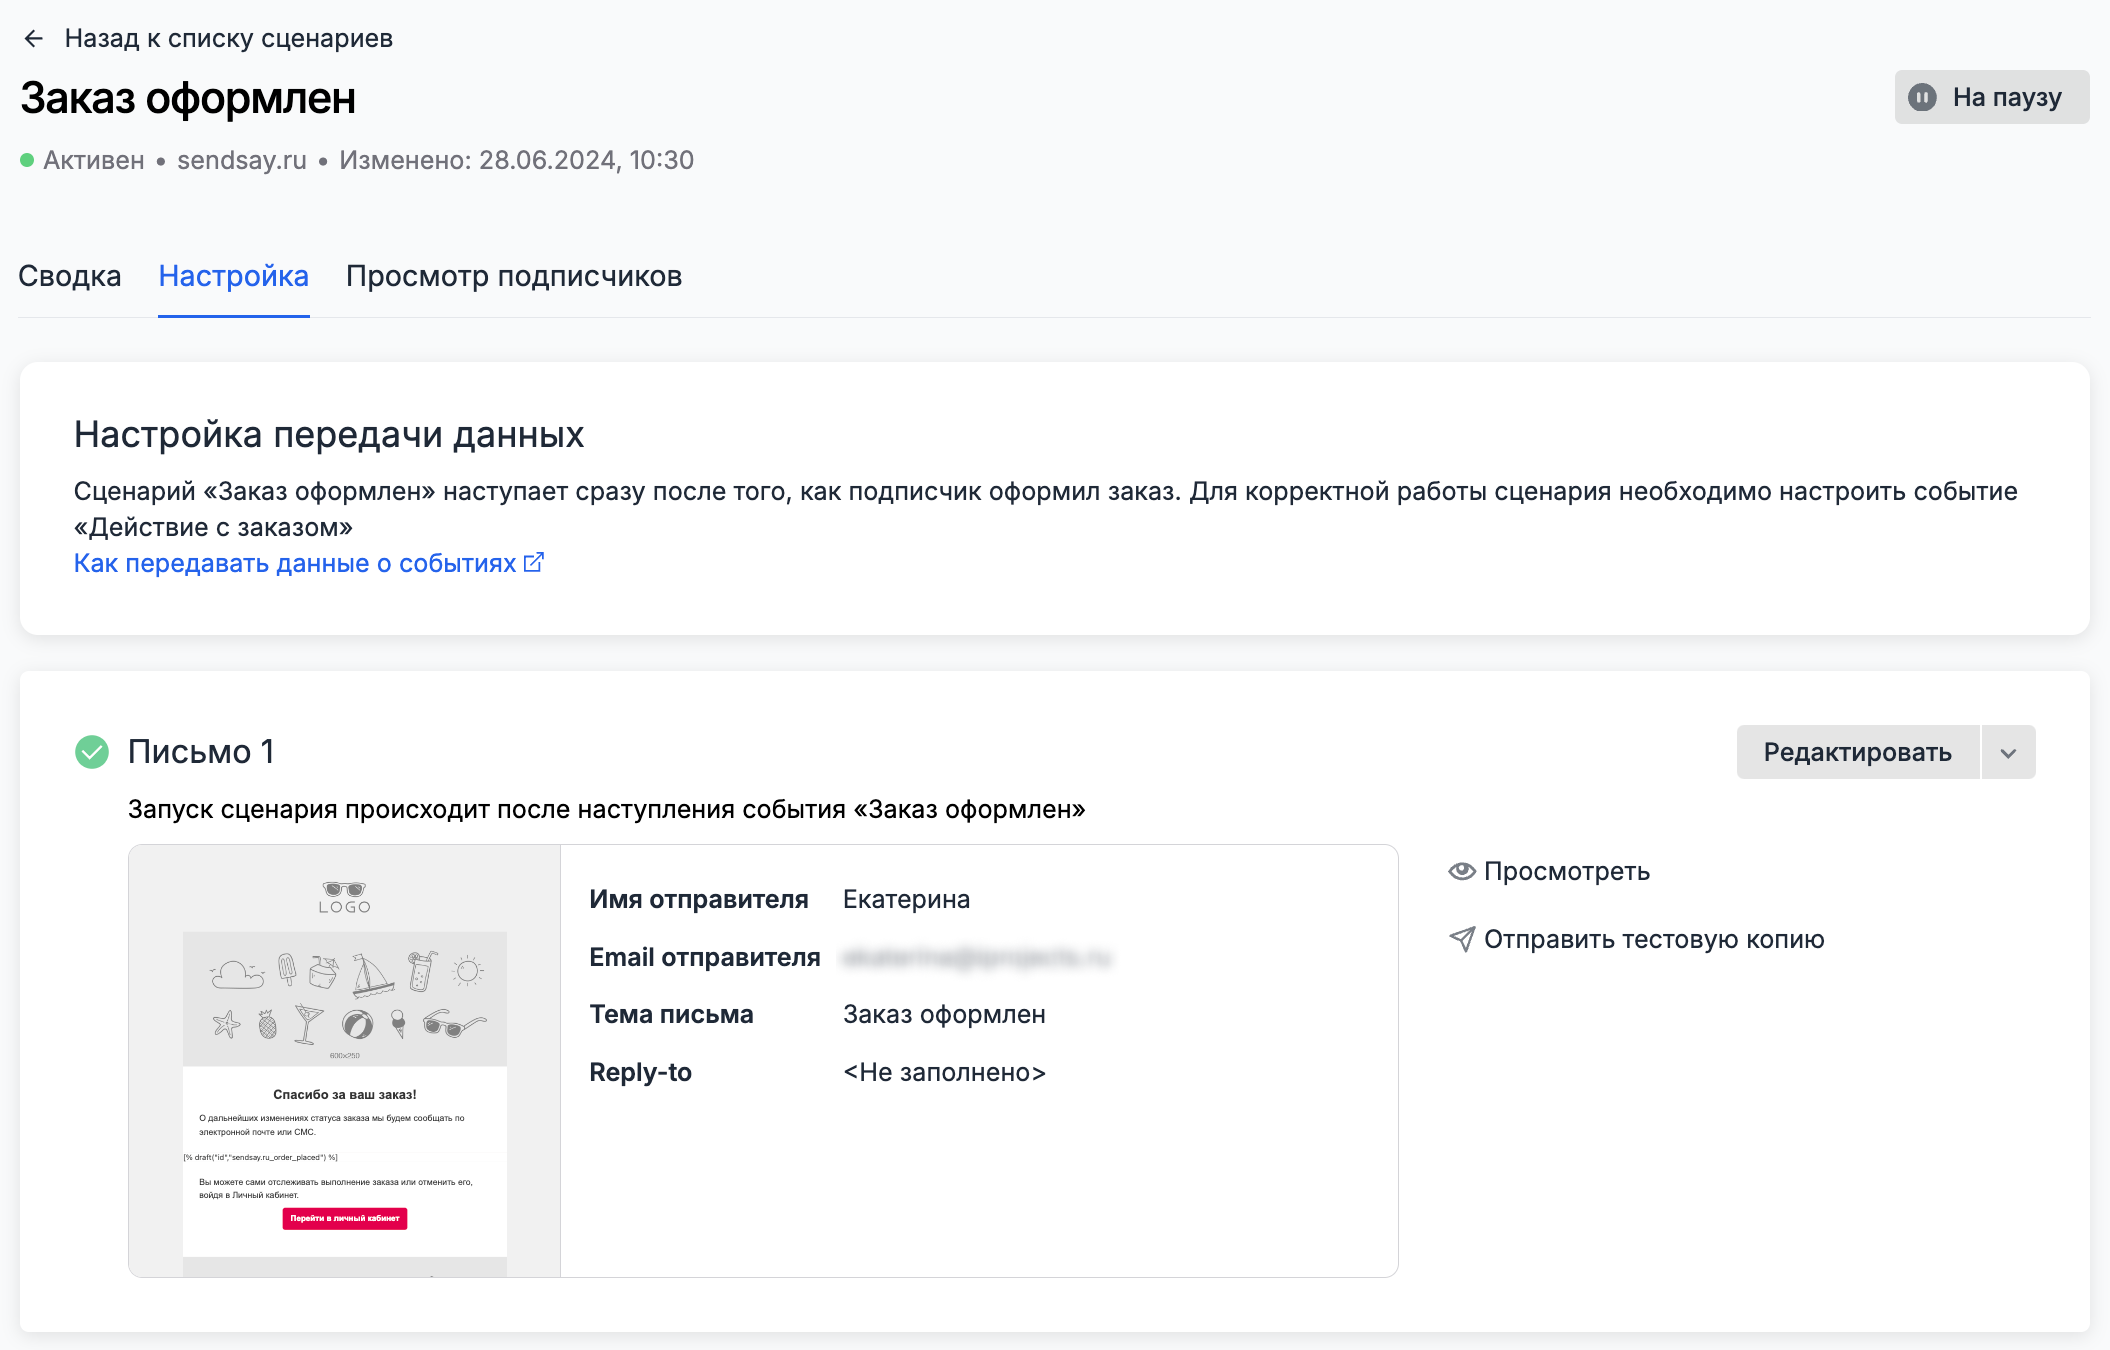 Назад к списку сценариев
Заказ оформлен
На паузу
Активен • sendsay.ru • Изменено: 28.06.2024, 10:30
Сводка Настройка Просмотр подписчиков
Настройка передачи данных
Сценарий «Заказ оформлен» наступает сразу после того, как подписчик оформил заказ. Для корректной работы сценария необходимо настроить событие
«Действие с заказом»
Как передавать данные о событиях
Письмо 1
Редактировать
Запуск сценария происходит после наступления события «Заказ оформлен»
LOGO
600x250
Спасибо за ваш заказ!
О дальнейших изменениях статуса заказа мы будем сообщать по
электронной почте или СМС.
[% draft("id","sendsay.ru_order_placed") %]
Вы можете сами отслеживать выполнение заказа или отменить его,
войдя в Личный кабинет.
Перейти в личный кабинет
Имя отправителя Екатерина
Email отправителя
Тема письма Заказ оформлен
Reply-to <Не заполнено>
Просмотреть
Отправить тестовую копию